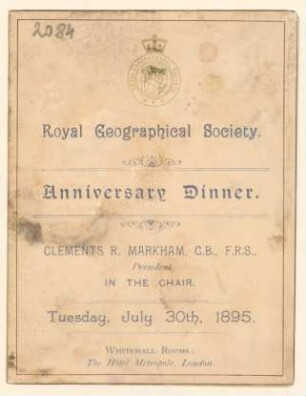 2084
Royal Geographical Society.
Anniversary Dinner.
CLEMENTS R. MARKHAM, C.B., F.R.S.,
President,
IN THE CHAIR.
Tuesday, July 30th, 1895.
WHITEHALL ROOMS:
The Hôtel Metropole, London.